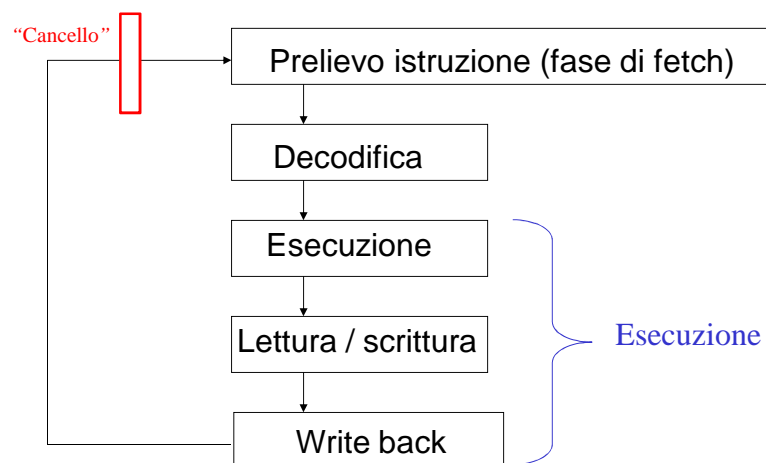 “Cancello”
Prelievo istruzione (fase di fetch)
Decodifica
Esecuzione
Lettura / scrittura
Esecuzione
Write back